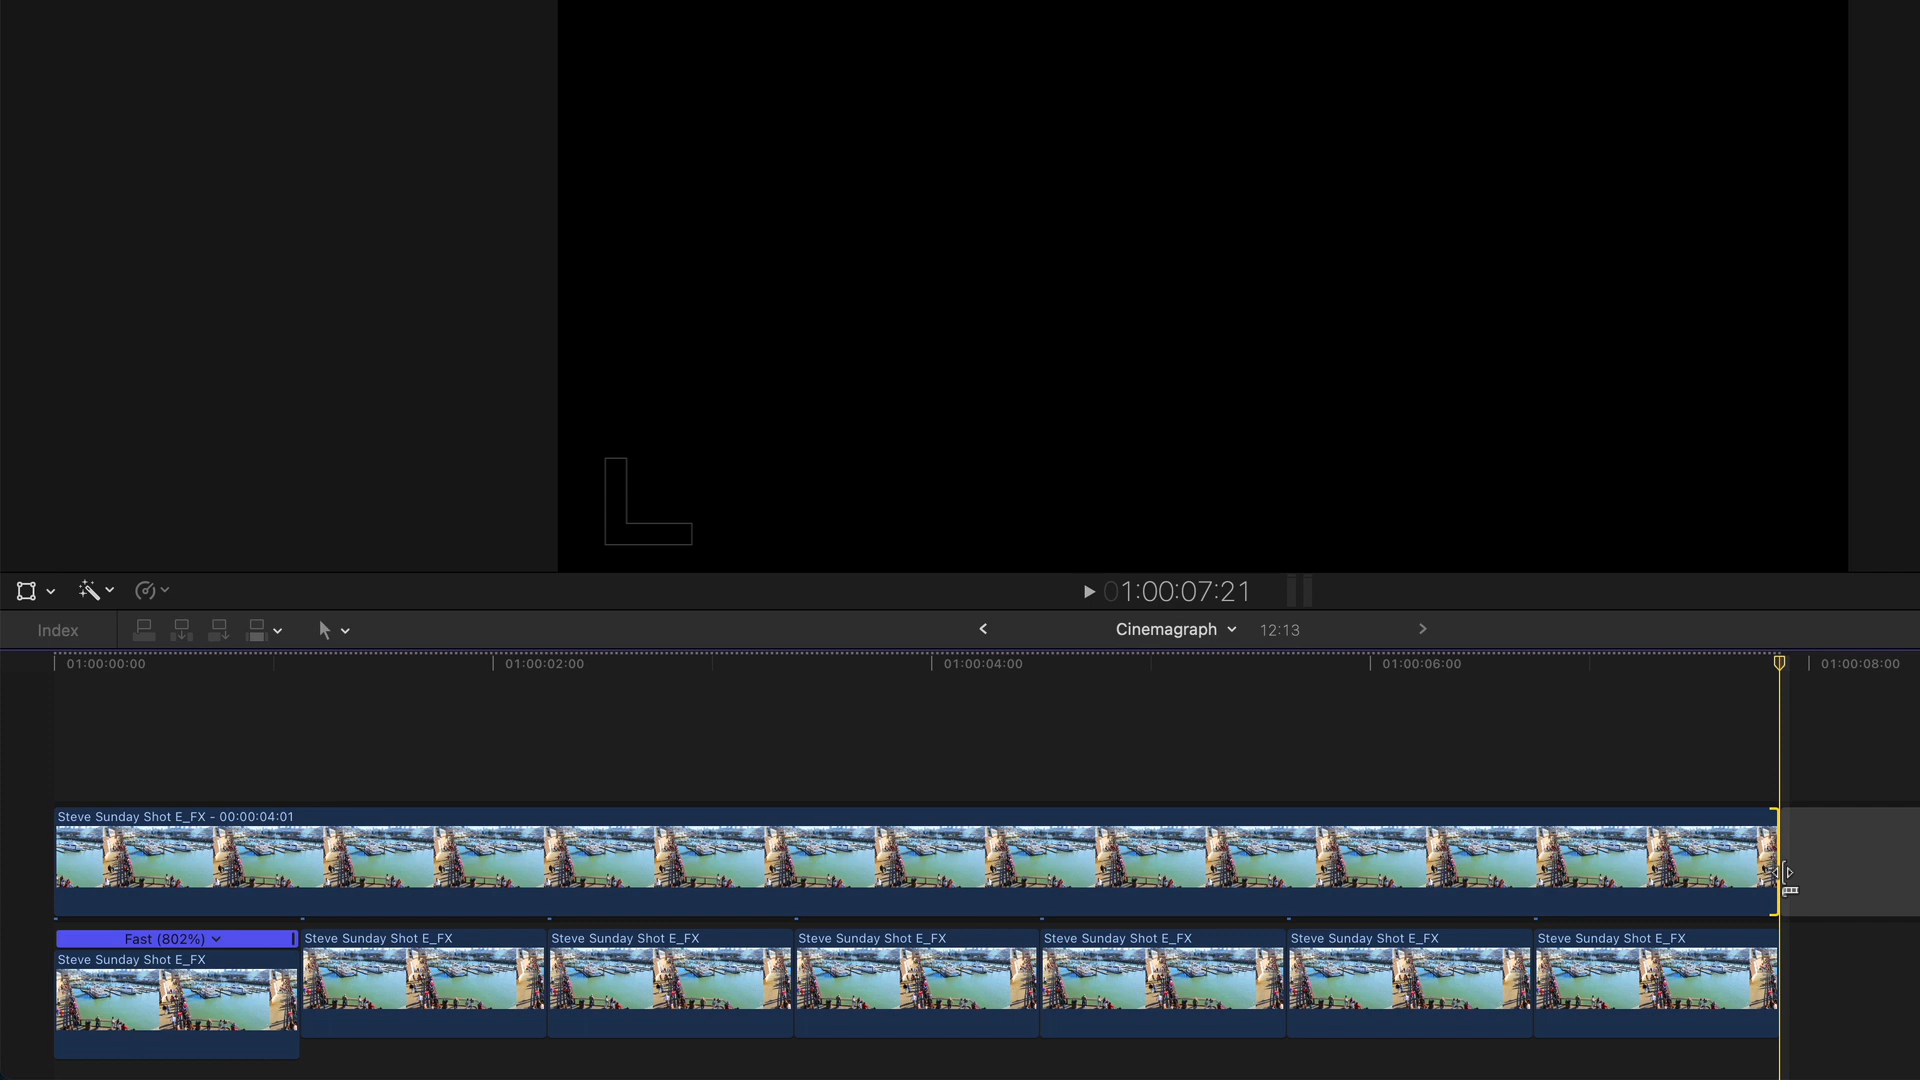 01:00:07:21
Index
Cinemagraph
12:13
01:00:00:00
01:00:02:00
01:00:04:00
01:00:06:00
01:00:08:00
Steve Sunday Shot E_FX - 00:00:04:01
Fast (802%)
Steve Sunday Shot E_FX
Steve Sunday Shot E_FX
Steve Sunday Shot E_FX
Steve Sunday Shot E_FX
Steve Sunday Shot E_FX
Steve Sunday Shot E_FX
Steve Sunday Shot E_FX